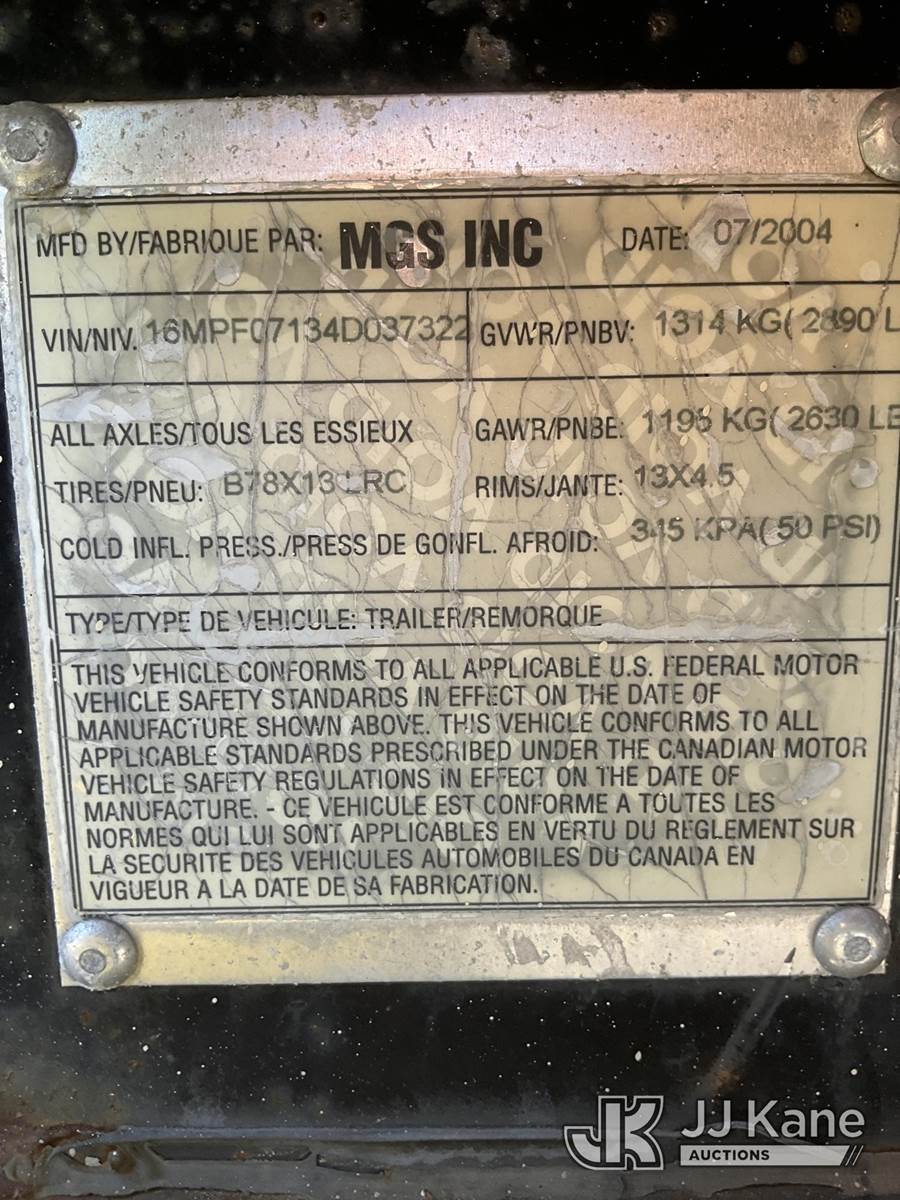 MFD BY/FABRIQUE PAR: MGS INC DATE: 07/2004
VIN/NIV. 16MPF07134D037322 GVWR/PNBV: 1314 KG( 2890 L
ALL AXLES/TOUS LES ESSIEUX GAWR/PNBE: 1195 KG( 2630 LB
TIRES/PNEU: B78X13 LRC RIMS/JANTE: 13X4.5
COLD INFL. PRESS./PRESS DE GONFL. AFROID: 345 KPA( 50 PSI)
TYPE/TYPE DE VEHICULE: TRAILER/REMORQUE
THIS VEHICLE CONFORMS TO ALL APPLICABLE U.S. FEDERAL MOTOR
VEHICLE SAFETY STANDARDS IN EFFECT ON THE DATE OF
MANUFACTURE SHOWN ABOVE. THIS VEHICLE CONFORMS TO ALL
APPLICABLE STANDARDS PRESCRIBED UNDER THE CANADIAN MOTOR
VEHICLE SAFETY REGULATIONS IN EFFECT ON THE DATE OF
MANUFACTURE. - CE VEHICULE EST CONFORME A TOUTES LES
NORMES QUI LUI SONT APPLICABLES EN VERTU DU REGLEMENT SUR
LA SECURITE DES VEHICULES AUTOMOBILES DU CANADA EN
VIGUEUR A LA DATE DE SA FABRICATION.
JK JJ Kane
AUCTIONS